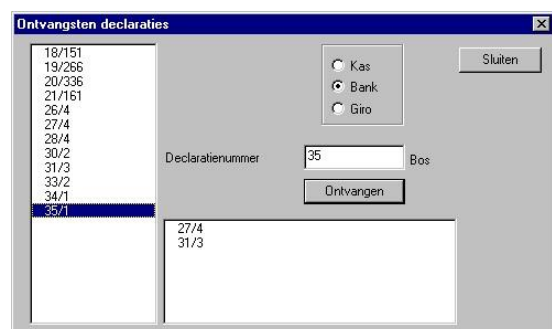 Ontvangsten declaraties
18/151
19/266
20/336
21/161
26/4
27/4
28/4
30/2
31/3
33/2
34/1
35/1
Kas
Bank
Giro
Sluiten
Declaratienummer 35 Bos
Ontvangen
27/4
31/3